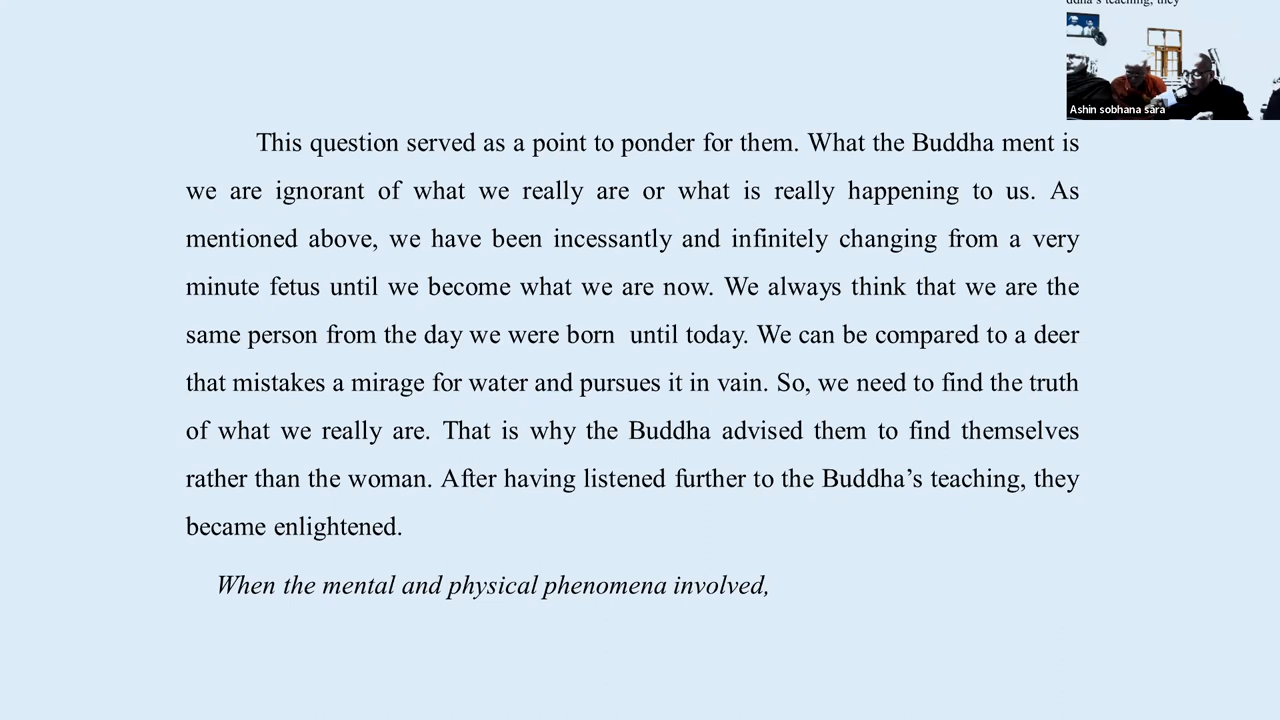 ddha's teaching, they
Ashin sobhana sara
This question served as a point to ponder for them. What the Buddha ment is
we are ignorant of what we really are or what is really happening to us. As
mentioned above, we have been incessantly and infinitely changing from a very
minute fetus until we become what we are now. We always think that we are the
same person from the day we were born  until today. We can be compared to a deer
that mistakes a mirage for water and pursues it in vain. So, we need to find the truth
of what we really are. That is why the Buddha advised them to find themselves
rather than the woman. After having listened further to the Buddha’s teaching, they
became enlightened.
When the mental and physical phenomena involved,